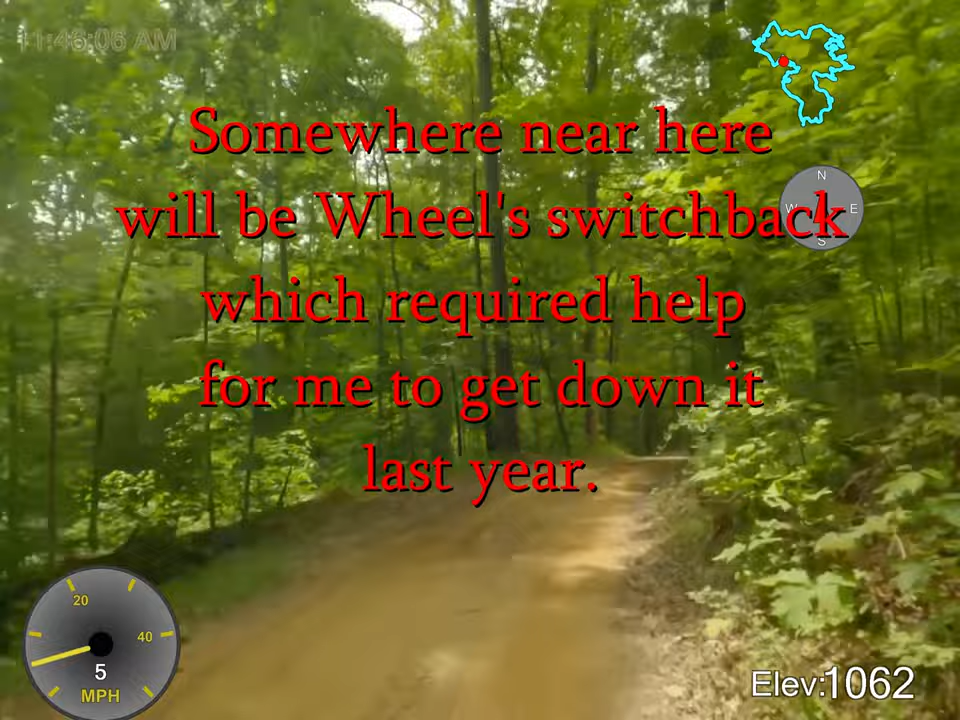 11:46:06 AM
Somewhere near here
will be Wheel's switchback
which required help
for me to get down it
last year.
N
W E
S
20
40
5
MPH
Elev:1062